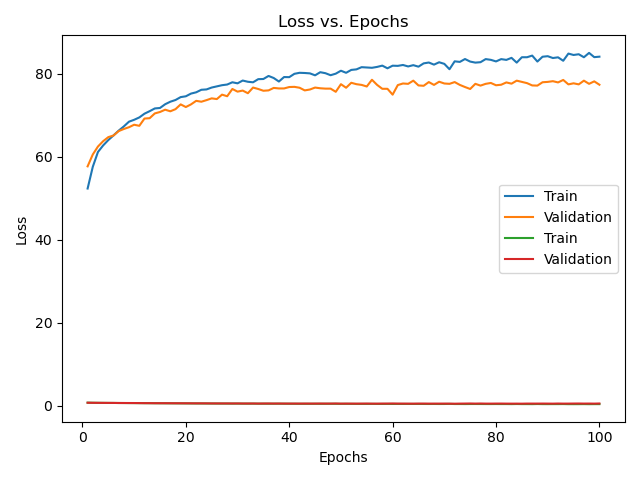 Loss vs. Epochs
Loss
80
60
40
20
0
Train
Validation
Train
Validation
0 20 40 60 80 100
Epochs